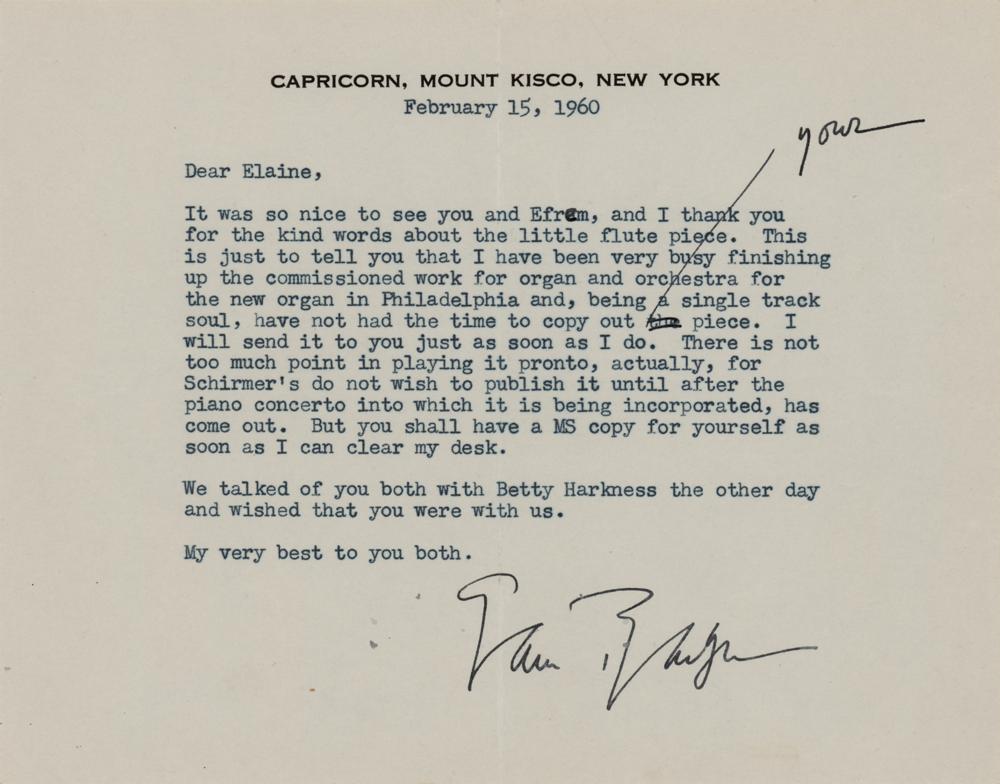 CAPRICORN, MOUNT KISCO, NEW YORK
February 15, 1960
your
Dear Elaine,
It was so nice to see you and Efrem, and I thank you
for the kind words about the little flute piece. This
is just to tell you that I have been very busy finishing
up the commissioned work for organ and orchestra for
the new organ in Philadelphia and, being a single track
soul, have not had the time to copy out the piece. I
will send it to you just as soon as I do. There is not
too much point in playing it pronto, actually, for
Schirmer's do not wish to publish it until after the
piano concerto into which it is being incorporated, has
come out. But you shall have a MS copy for yourself as
soon as I can clear my desk.
We talked of you both with Betty Harkness the other day
and wished that you were with us.
My very best to you both.
Sam Barber